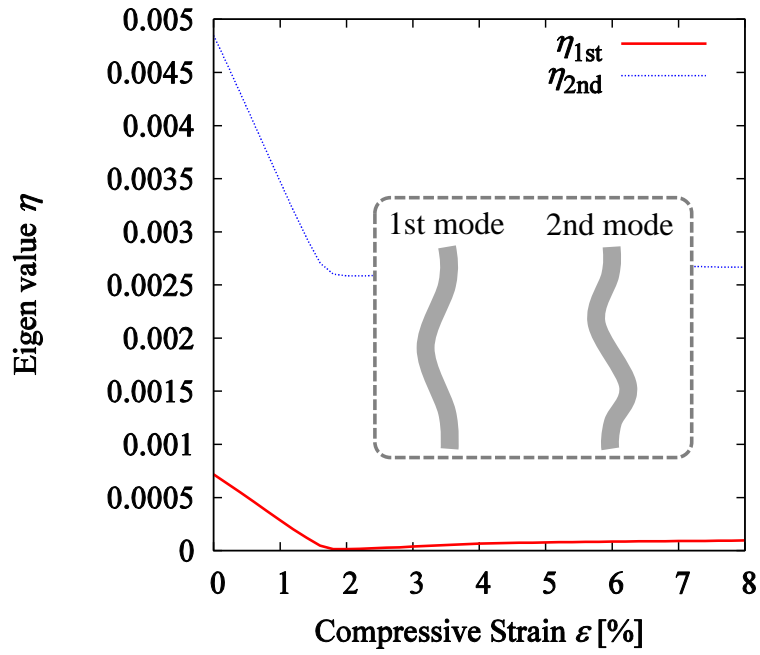 0.005
0.0045
0.004
0.0035
0.003
0.0025
0.002
0.0015
0.001
0.0005
0
Eigen value η
η1st
η2nd
1st mode
2nd mode
0 1 2 3 4 5 6 7 8
Compressive Strain ε [%]